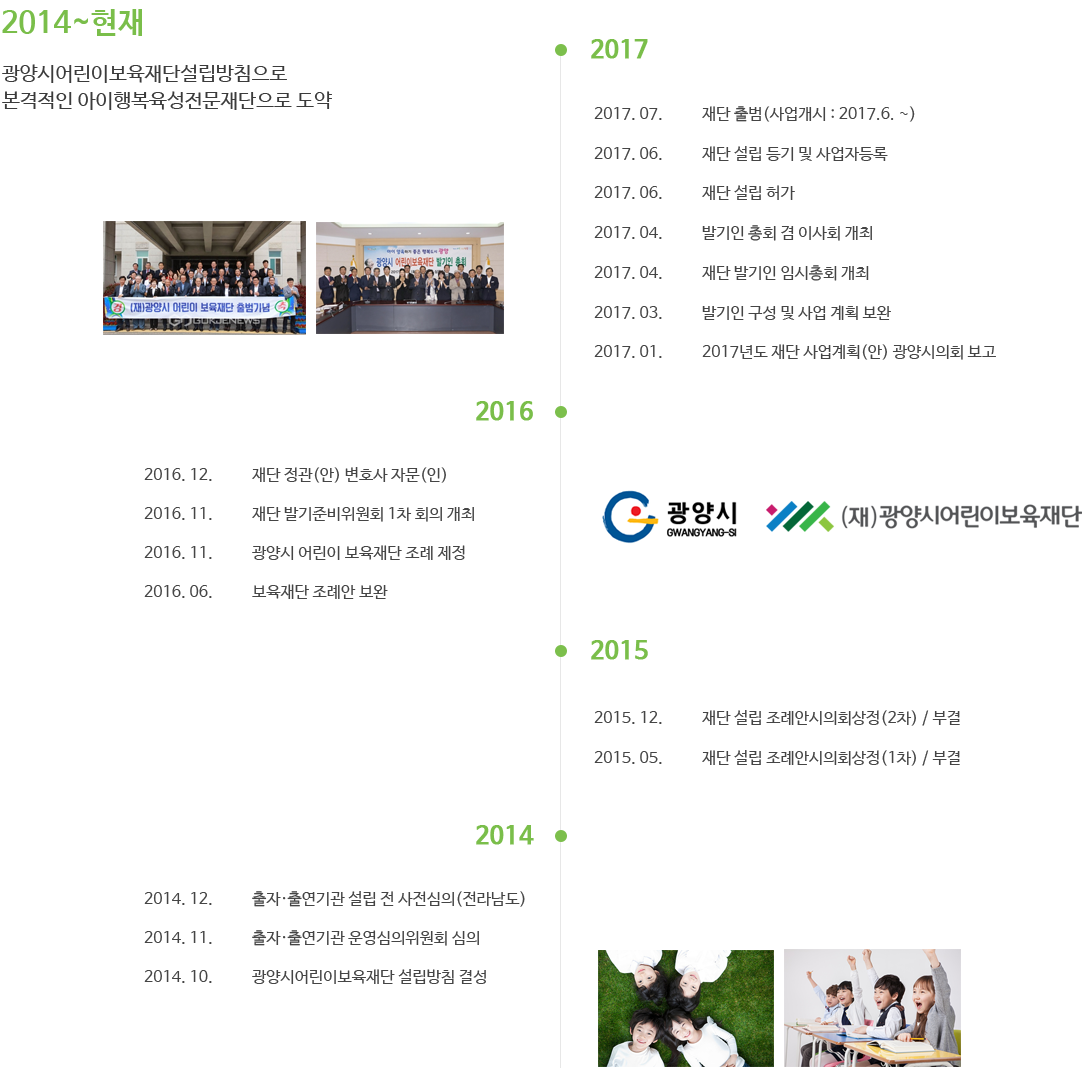 2014~현재
광양시어린이보육재단설립방침으로
본격적인 아이행복육성전문재단으로 도약
2017
2017. 07. 재단 출범(사업개시 : 2017.6. ~)
2017. 06. 재단 설립 등기 및 사업자등록
2017. 06. 재단 설립 허가
2017. 04. 발기인 총회 겸 이사회 개최
2017. 04. 재단 발기인 임시총회 개최
2017. 03. 발기인 구성 및 사업 계획 보완
2017. 01. 2017년도 재단 사업계획(안) 광양시의회 보고
(재)광양시 어린이 보육재단 출범기념
아이 양육하기 좋은 행복도시 광양
광양시 어린이보육재단 발기인 총회
2016
2016. 12. 재단 정관(안) 변호사 자문(인)
2016. 11. 재단 발기준비위원회 1차 회의 개최
2016. 11. 광양시 어린이 보육재단 조례 제정
2016. 06. 보육재단 조례안 보완
광양시
GWANGYANG-SI
(재)광양시어린이보육재단
2015
2015. 12. 재단 설립 조례안시의회상정(2차) / 부결
2015. 05. 재단 설립 조례안시의회상정(1차) / 부결
2014
2014. 12. 출자·출연기관 설립 전 사전심의(전라남도)
2014. 11. 출자·출연기관 운영심의위원회 심의
2014. 10. 광양시어린이보육재단 설립방침 결성